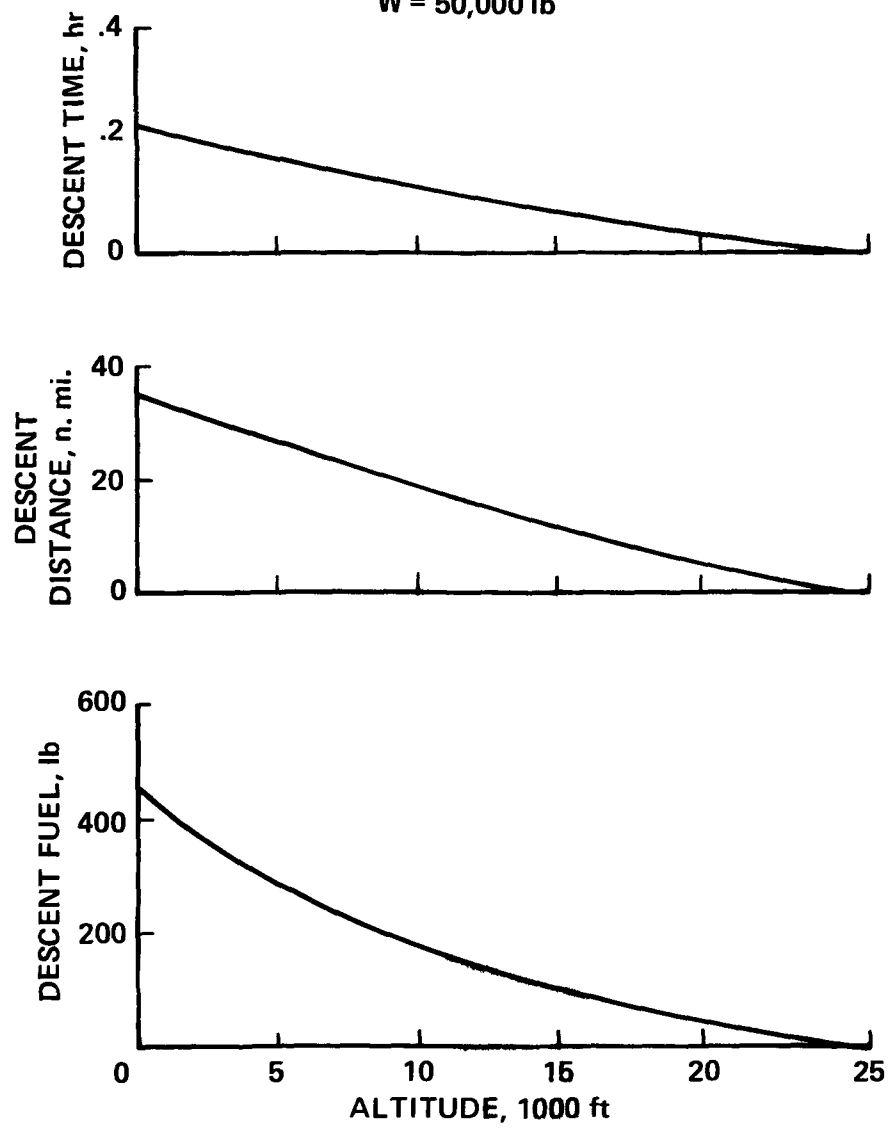 W = 50,000 lb
DESCENT TIME, hr
.4
.2
0
DESCENT
DISTANCE, n. mi.
40
20
0
DESCENT FUEL, lb
600
400
200
0 5 10 15 20 25
ALTITUDE, 1000 ft